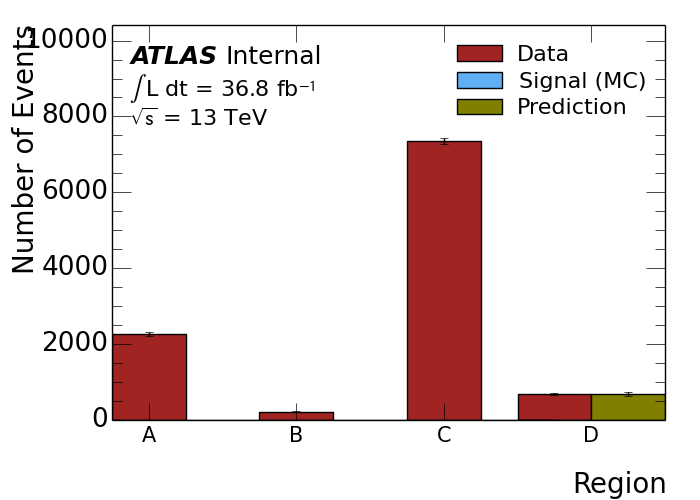 Number of Events
10000
8000
6000
4000
2000
0
ATLAS Internal
∫L dt = 36.8 fb⁻¹
√s = 13 TeV
Data
Signal (MC)
Prediction
A B C D
Region